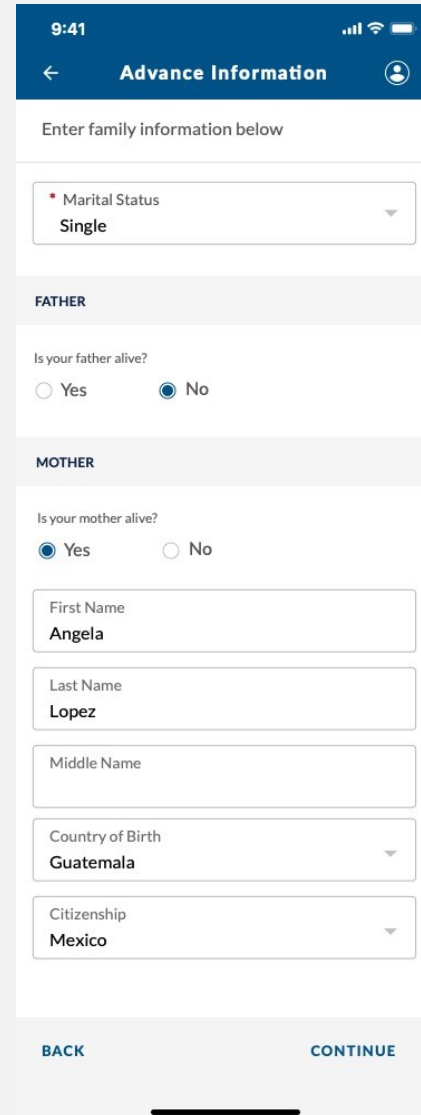 9:41
Advance Information
Enter family information below
* Marital Status
Single
FATHER
Is your father alive?
Yes No
MOTHER
Is your mother alive?
Yes No
First Name
Angela
Last Name
Lopez
Middle Name
Country of Birth
Guatemala
Citizenship
Mexico
BACK CONTINUE